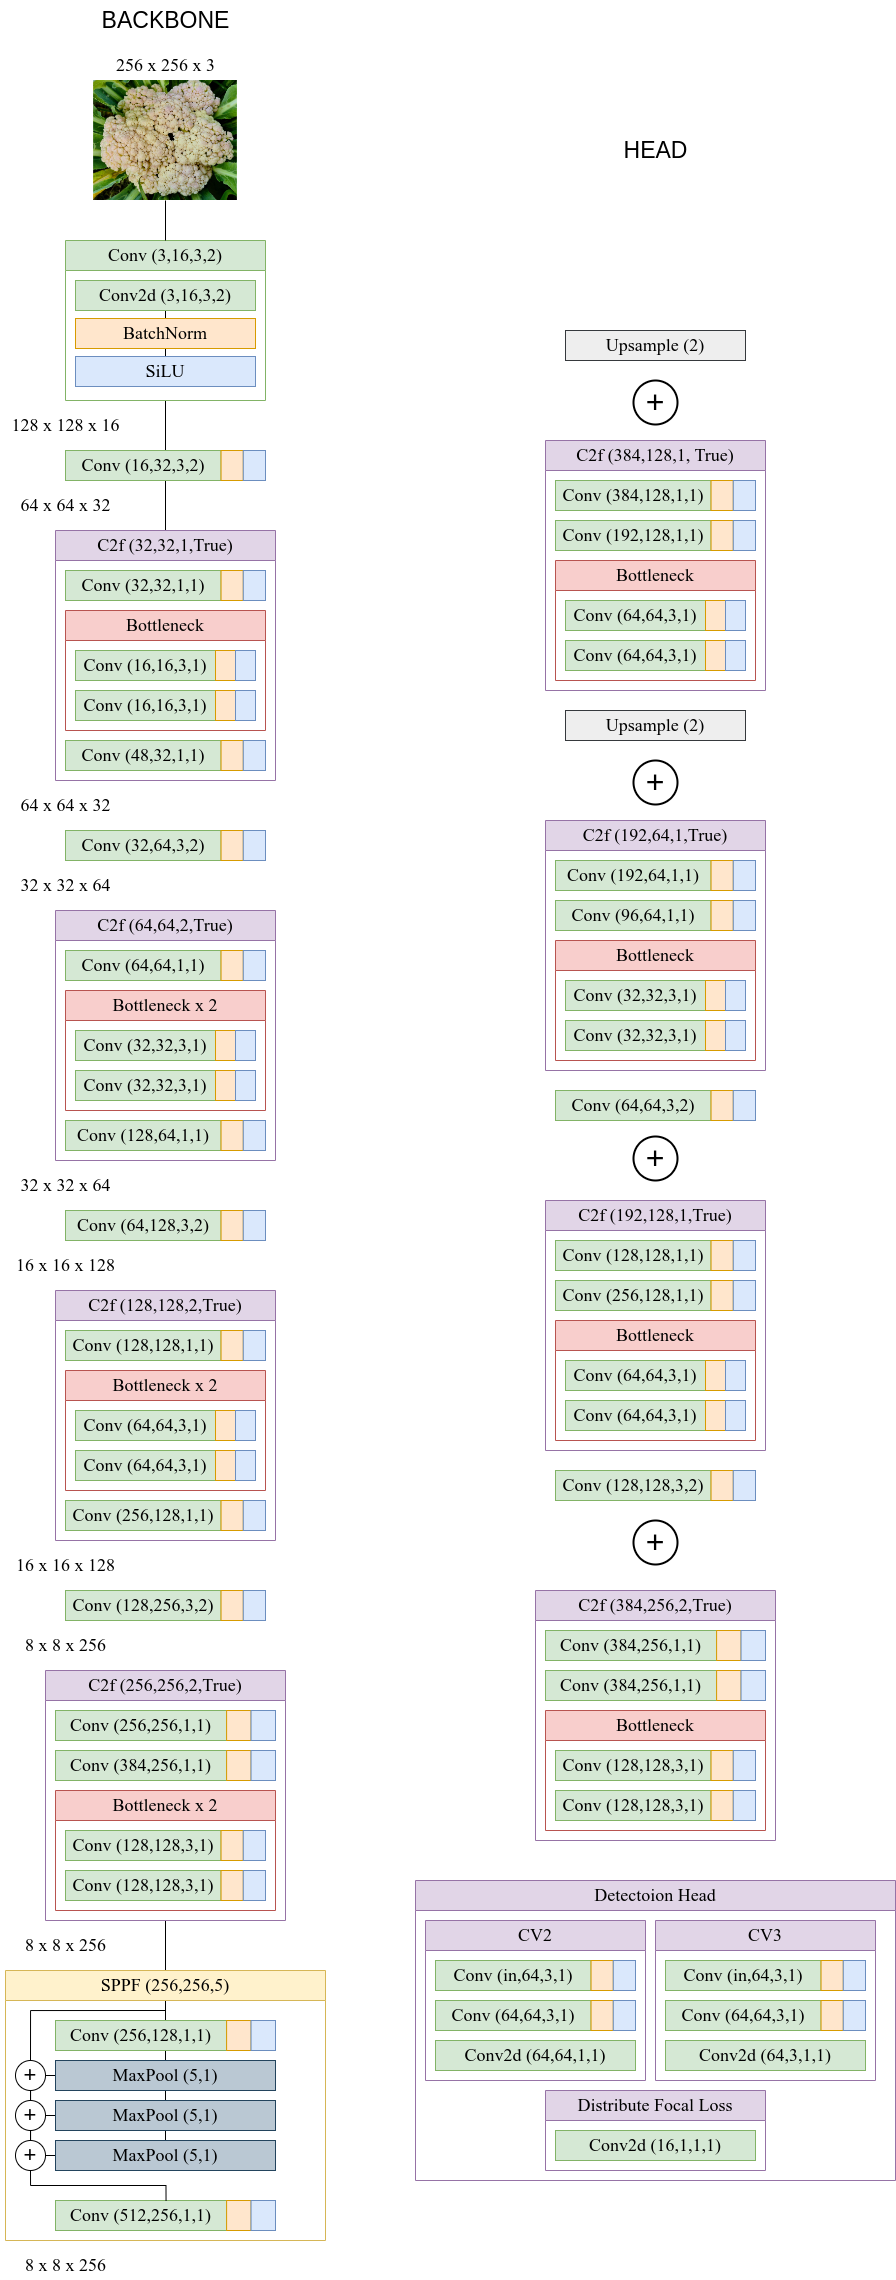 BACKBONE
256 x 256 x 3
Conv (3,16,3,2)
Conv2d (3,16,3,2)
BatchNorm
SiLU
128 x 128 x 16
Conv (16,32,3,2)
64 x 64 x 32
C2f (32,32,1,True)
Conv (32,32,1,1)
Bottleneck
Conv (16,16,3,1)
Conv (16,16,3,1)
Conv (48,32,1,1)
64 x 64 x 32
Conv (32,64,3,2)
32 x 32 x 64
C2f (64,64,2,True)
Conv (64,64,1,1)
Bottleneck x 2
Conv (32,32,3,1)
Conv (32,32,3,1)
Conv (128,64,1,1)
32 x 32 x 64
Conv (64,128,3,2)
16 x 16 x 128
C2f (128,128,2,True)
Conv (128,128,1,1)
Bottleneck x 2
Conv (64,64,3,1)
Conv (64,64,3,1)
Conv (256,128,1,1)
16 x 16 x 128
Conv (128,256,3,2)
8 x 8 x 256
C2f (256,256,2,True)
Conv (256,256,1,1)
Conv (384,256,1,1)
Bottleneck x 2
Conv (128,128,3,1)
Conv (128,128,3,1)
8 x 8 x 256
SPPF (256,256,5)
Conv (256,128,1,1)
+ MaxPool (5,1)
+ MaxPool (5,1)
+ MaxPool (5,1)
Conv (512,256,1,1)
8 x 8 x 256
HEAD
Upsample (2)
+
C2f (384,128,1, True)
Conv (384,128,1,1)
Conv (192,128,1,1)
Bottleneck
Conv (64,64,3,1)
Conv (64,64,3,1)
Upsample (2)
+
C2f (192,64,1,True)
Conv (192,64,1,1)
Conv (96,64,1,1)
Bottleneck
Conv (32,32,3,1)
Conv (32,32,3,1)
Conv (64,64,3,2)
+
C2f (192,128,1,True)
Conv (128,128,1,1)
Conv (256,128,1,1)
Bottleneck
Conv (64,64,3,1)
Conv (64,64,3,1)
Conv (128,128,3,2)
+
C2f (384,256,2,True)
Conv (384,256,1,1)
Conv (384,256,1,1)
Bottleneck
Conv (128,128,3,1)
Conv (128,128,3,1)
Detectoion Head
CV2
Conv (in,64,3,1)
Conv (64,64,3,1)
Conv2d (64,64,1,1)
CV3
Conv (in,64,3,1)
Conv (64,64,3,1)
Conv2d (64,3,1,1)
Distribute Focal Loss
Conv2d (16,1,1,1)